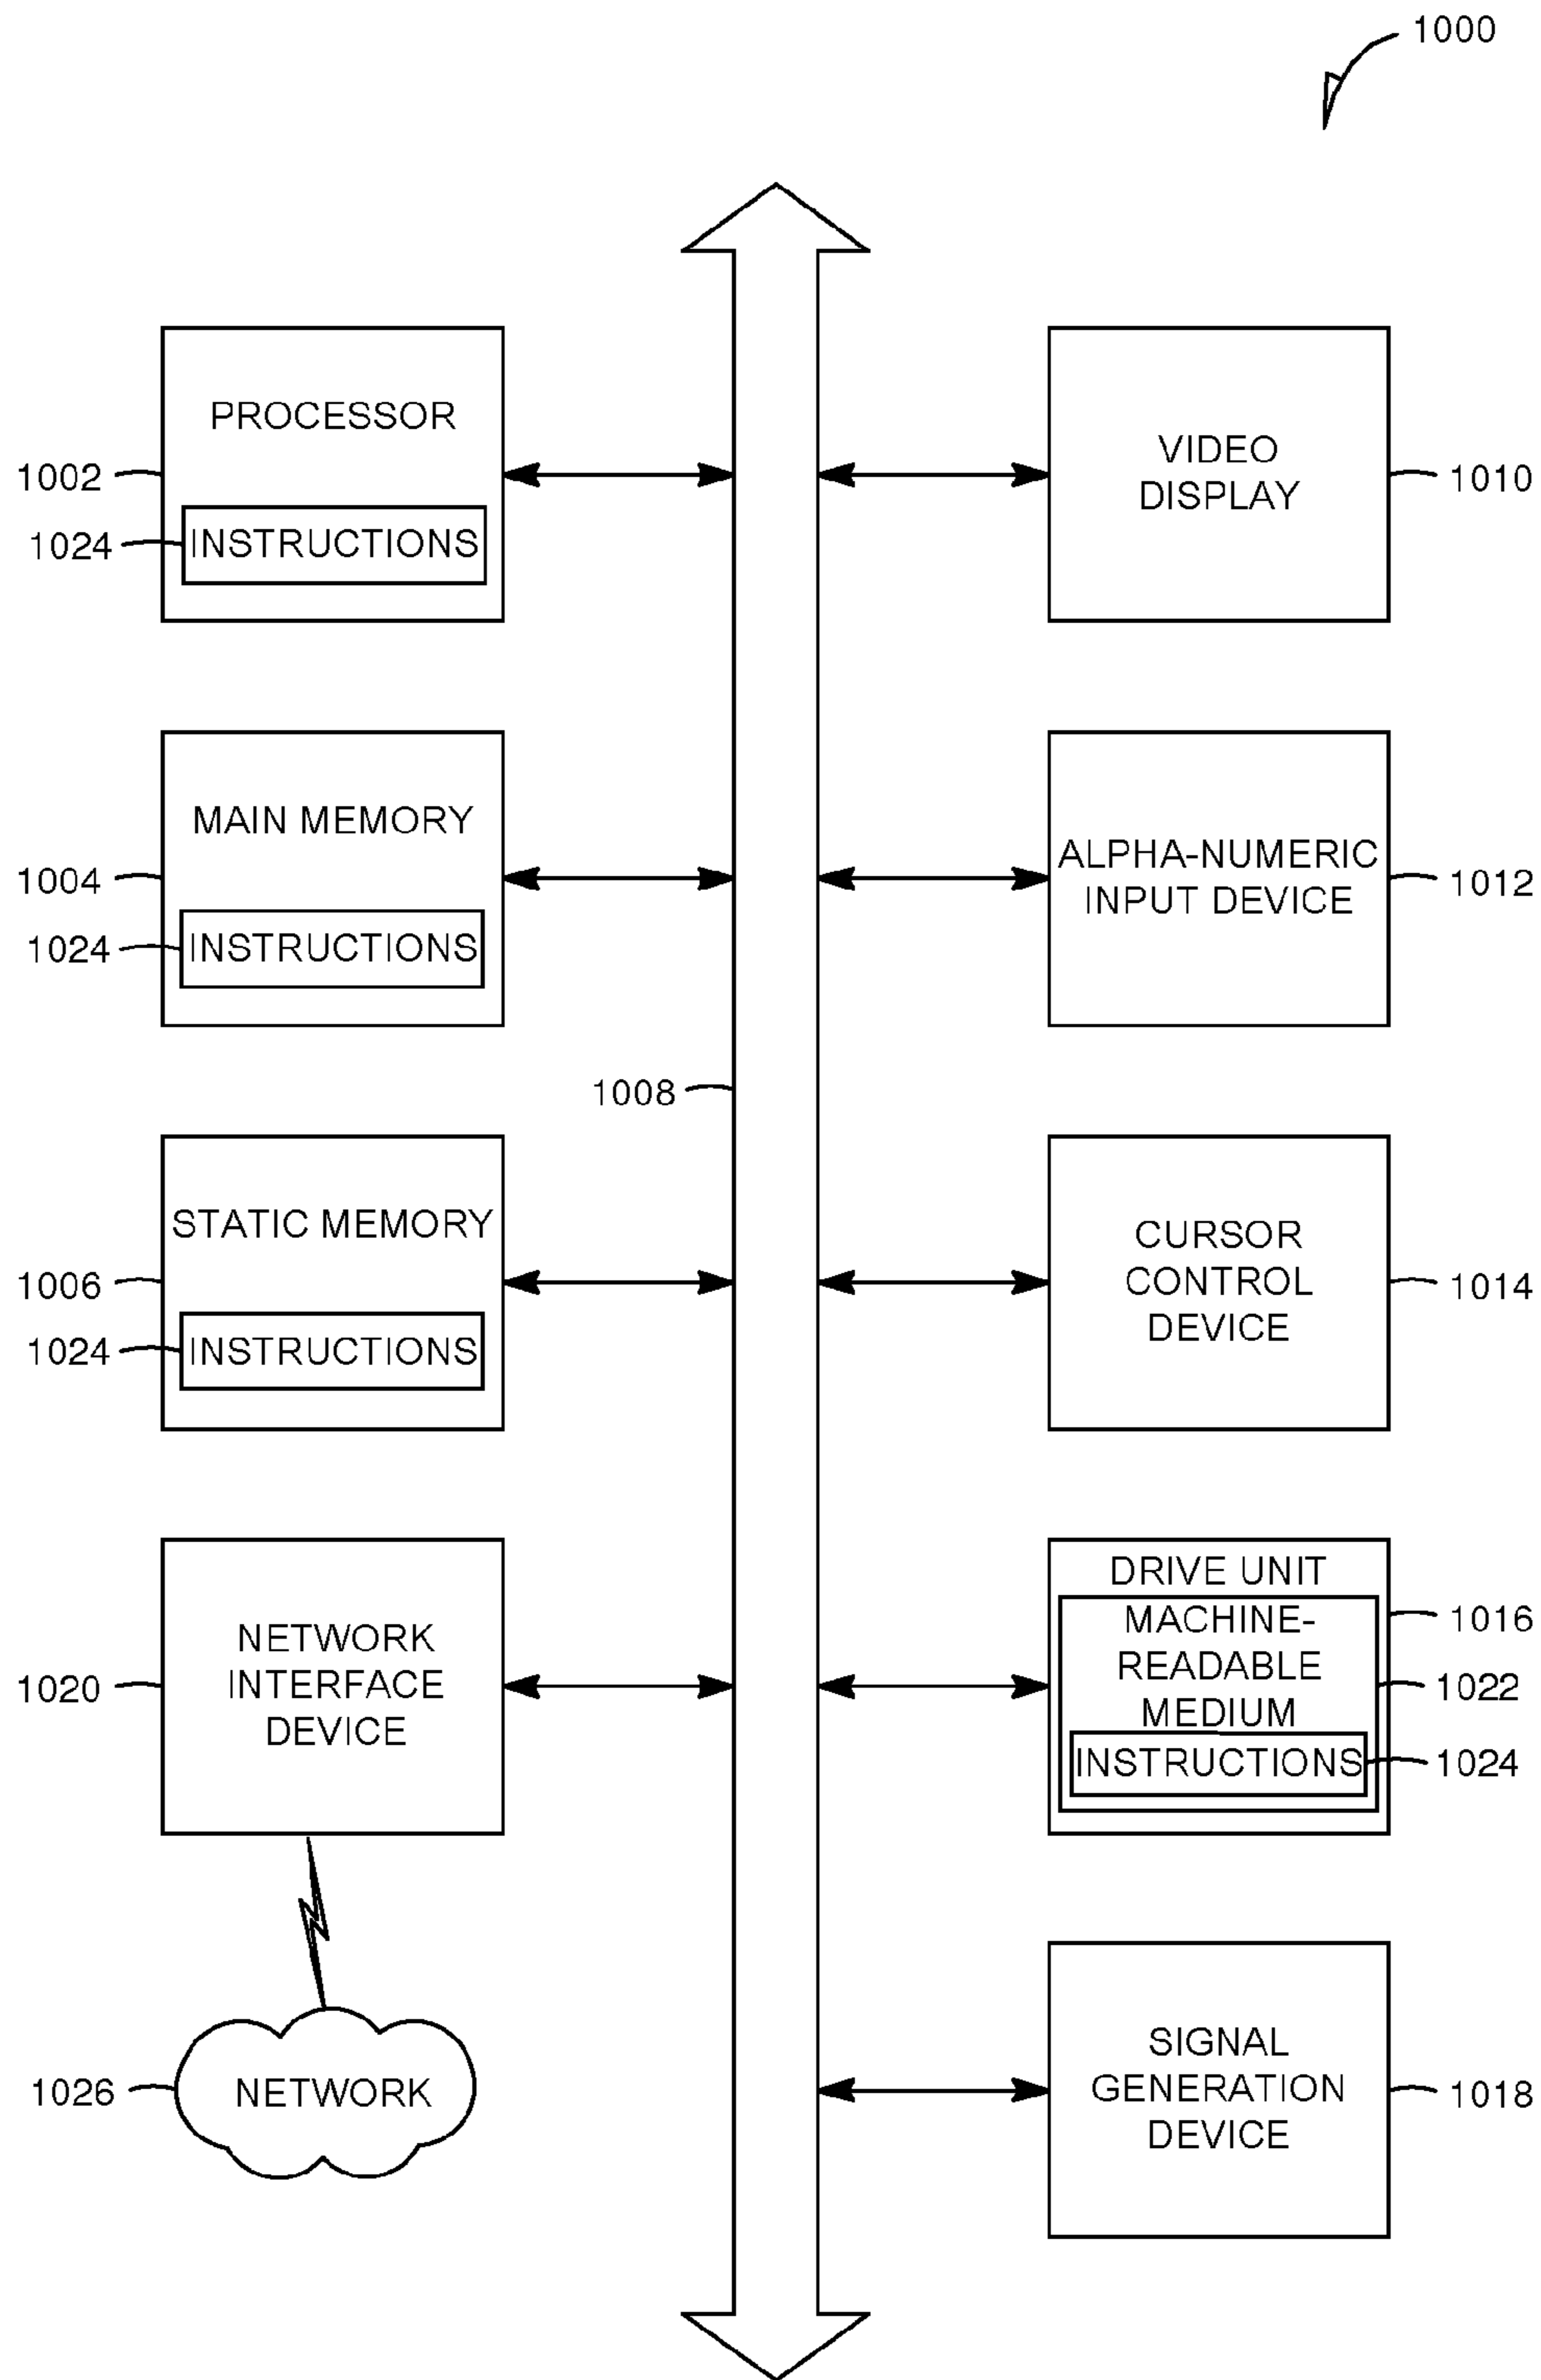 1000
PROCESSOR
1002
1024
INSTRUCTIONS
VIDEO
DISPLAY
1010
MAIN MEMORY
1004
1024
INSTRUCTIONS
ALPHA-NUMERIC
INPUT DEVICE
1012
1008
STATIC MEMORY
1006
1024
INSTRUCTIONS
CURSOR
CONTROL
DEVICE
1014
NETWORK
INTERFACE
DEVICE
1020
DRIVE UNIT
1016
MACHINE-
READABLE
MEDIUM
1022
INSTRUCTIONS
1024
1026
NETWORK
SIGNAL
GENERATION
DEVICE
1018